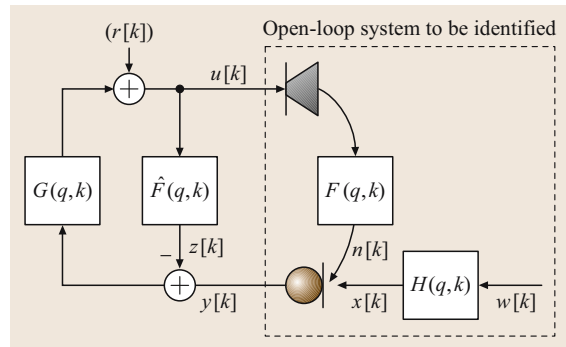 Open-loop system to be identified
(r[k])
+
u[k]
G(q,k)
F̂(q,k)
F(q,k)
– z[k]
n[k]
+
y[k]
x[k]
H(q,k)
w[k]